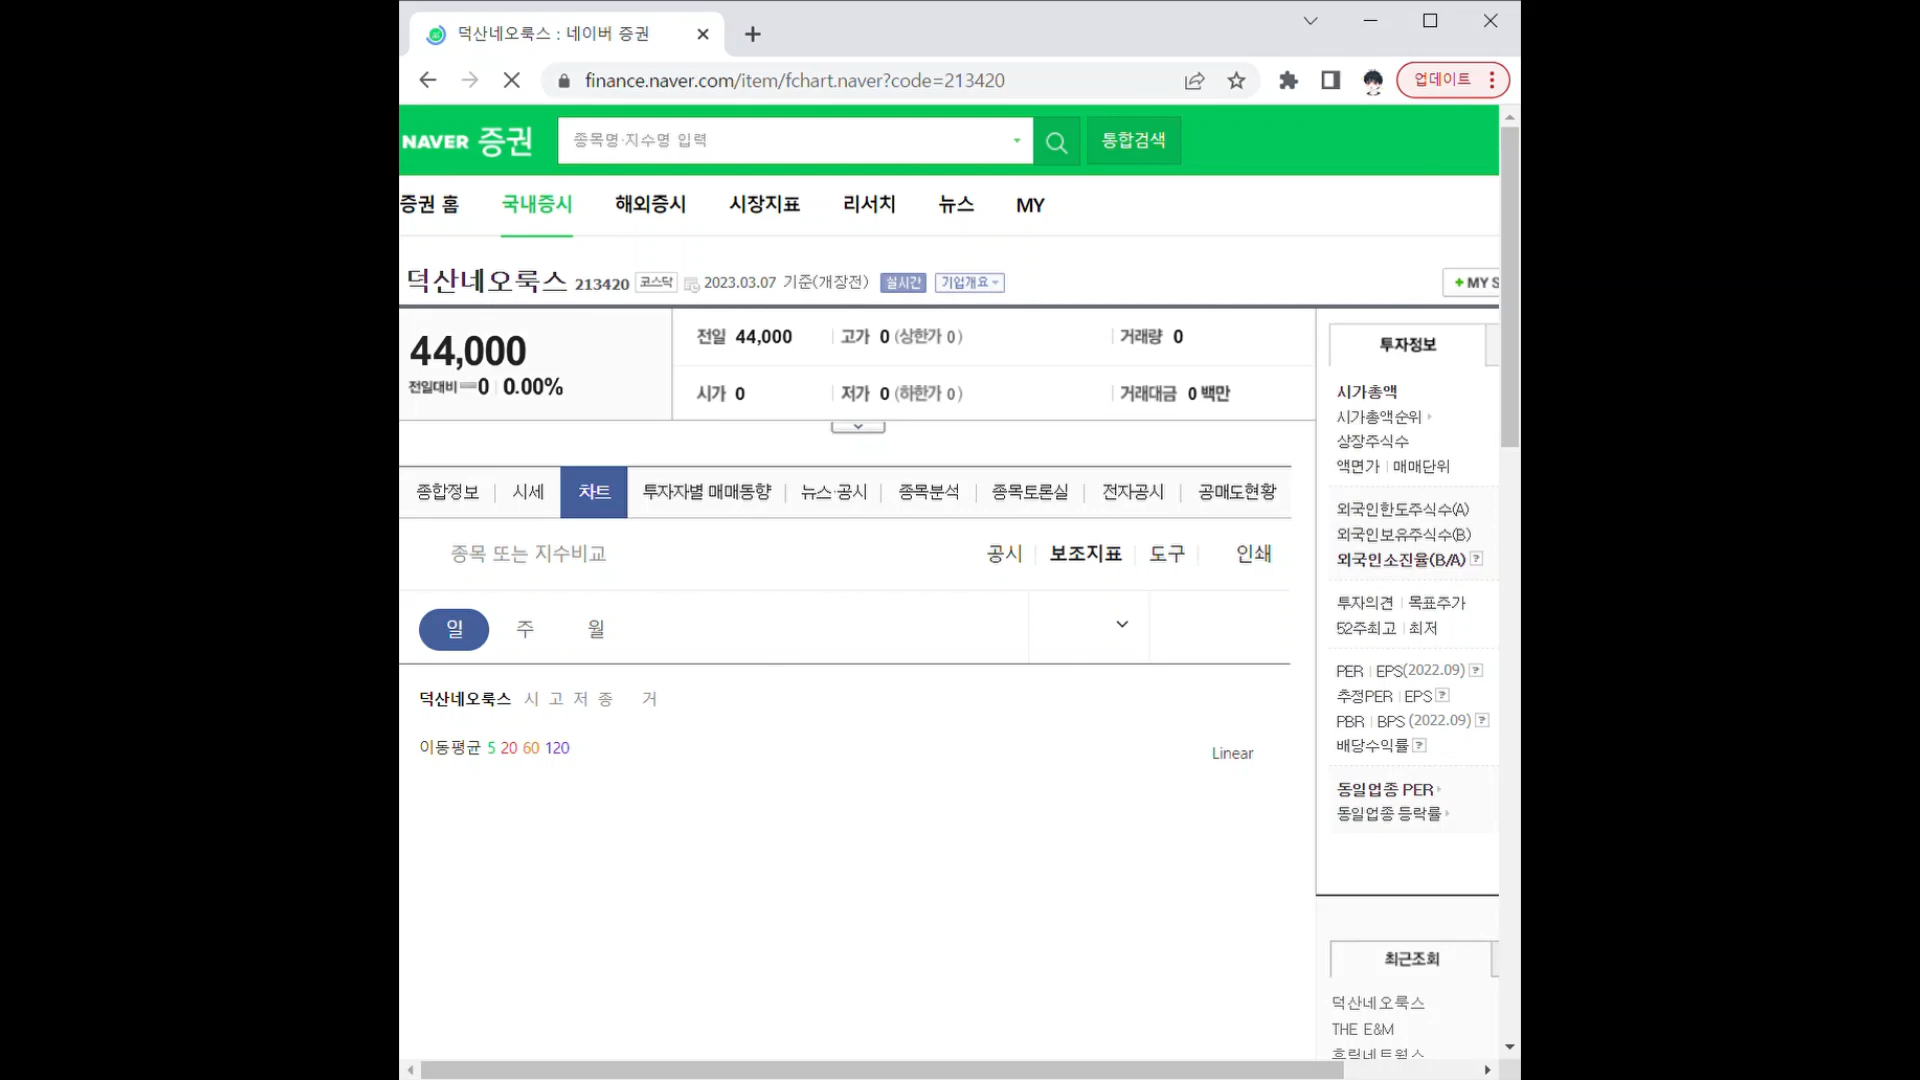 덕산네오룩스 : 네이버 증권
finance.naver.com/item/fchart.naver?code=213420
업데이트
NAVER 증권
종목명·지수명 입력
통합검색
증권 홈 국내증시 해외증시 시장지표 리서치 뉴스 MY
덕산네오룩스 213420 코스닥 2023.03.07 기준(개장전) 실시간 기업개요
+ MY S
44,000
전일대비 0 0.00%
전일 44,000 고가 0 (상한가 0) 거래량 0
시가 0 저가 0 (하한가 0) 거래대금 0 백만
종합정보 시세 차트 투자자별 매매동향 뉴스·공시 종목분석 종목토론실 전자공시 공매도현황
종목 또는 지수비교 공시 보조지표 도구 인쇄
일 주 월
덕산네오룩스 시 고 저 종 거
이동평균 5 20 60 120
Linear
투자정보
시가총액
시가총액순위
상장주식수
액면가 매매단위
외국인한도주식수(A)
외국인보유주식수(B)
외국인소진율(B/A) ?
투자의견 목표주가
52주최고 최저
PER EPS(2022.09) ?
추정PER EPS ?
PBR BPS (2022.09) ?
배당수익률 ?
동일업종 PER
동일업종 등락률
최근조회
덕산네오룩스
THE E&M